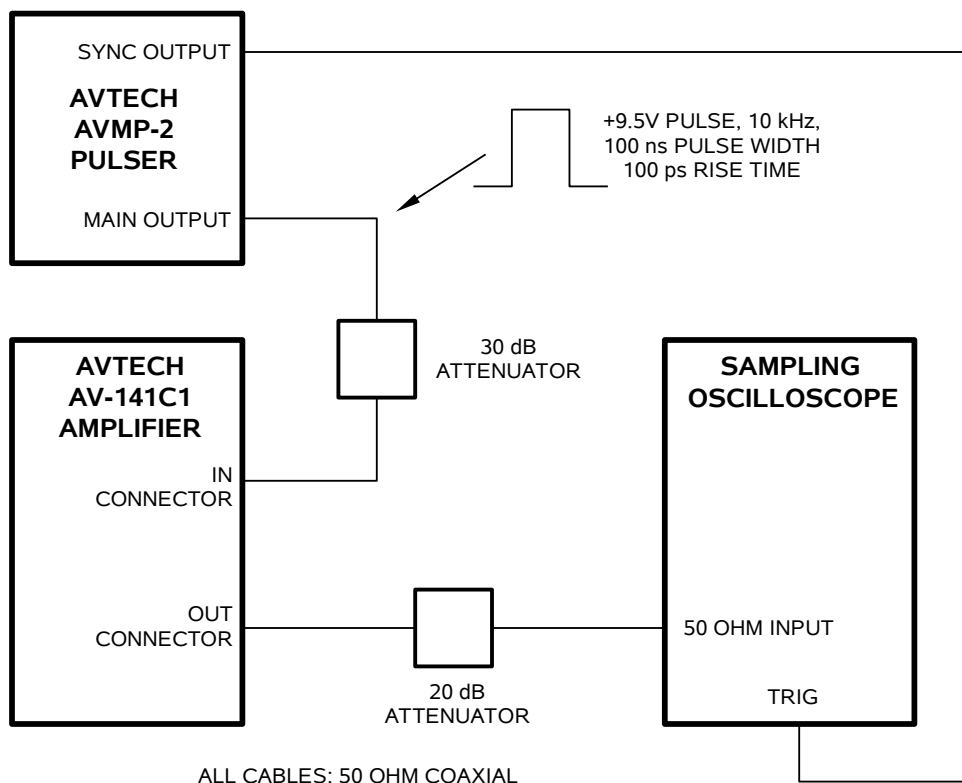 SYNC OUTPUT
AVTECH
AVMP-2
PULSER
MAIN OUTPUT
+9.5V PULSE, 10 kHz,
100 ns PULSE WIDTH
100 ps RISE TIME
30 dB
ATTENUATOR
AVTECH
AV-141C1
AMPLIFIER
IN
CONNECTOR
OUT
CONNECTOR
20 dB
ATTENUATOR
SAMPLING
OSCILLOSCOPE
50 OHM INPUT
TRIG
ALL CABLES: 50 OHM COAXIAL